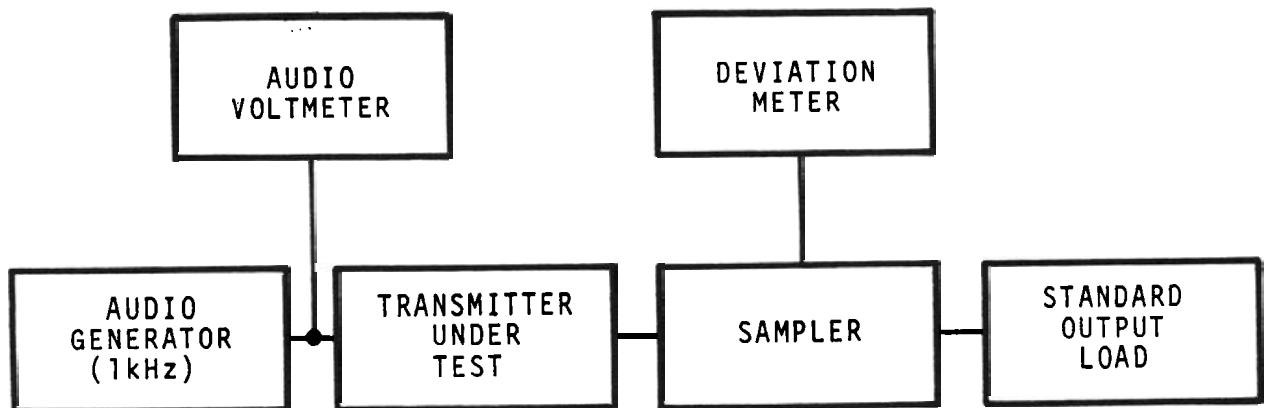 AUDIO
VOLTMETER
DEVIATION
METER
AUDIO
GENERATOR
(1kHz)
TRANSMITTER
UNDER
TEST
SAMPLER
STANDARD
OUTPUT
LOAD